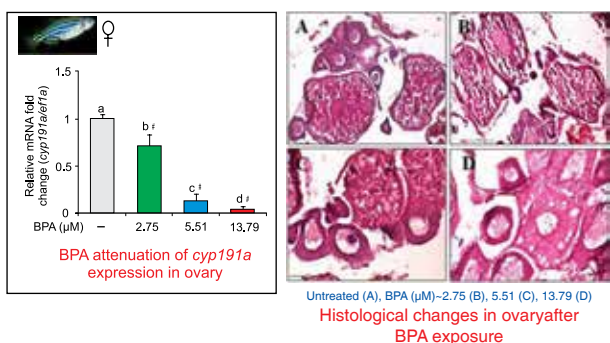 ♀
Relative mRNA fold
change (cyp191a/ef1a)
1.5
1
0.5
0
a
b #
c #
d #
BPA (µM) – 2.75 5,51 13,79
BPA attenuation of cyp191a
expression in ovary
A
B
C
D
Untreated (A), BPA (µM)~2.75 (B), 5.51 (C), 13.79 (D)
Histological changes in ovaryafter
BPA exposure